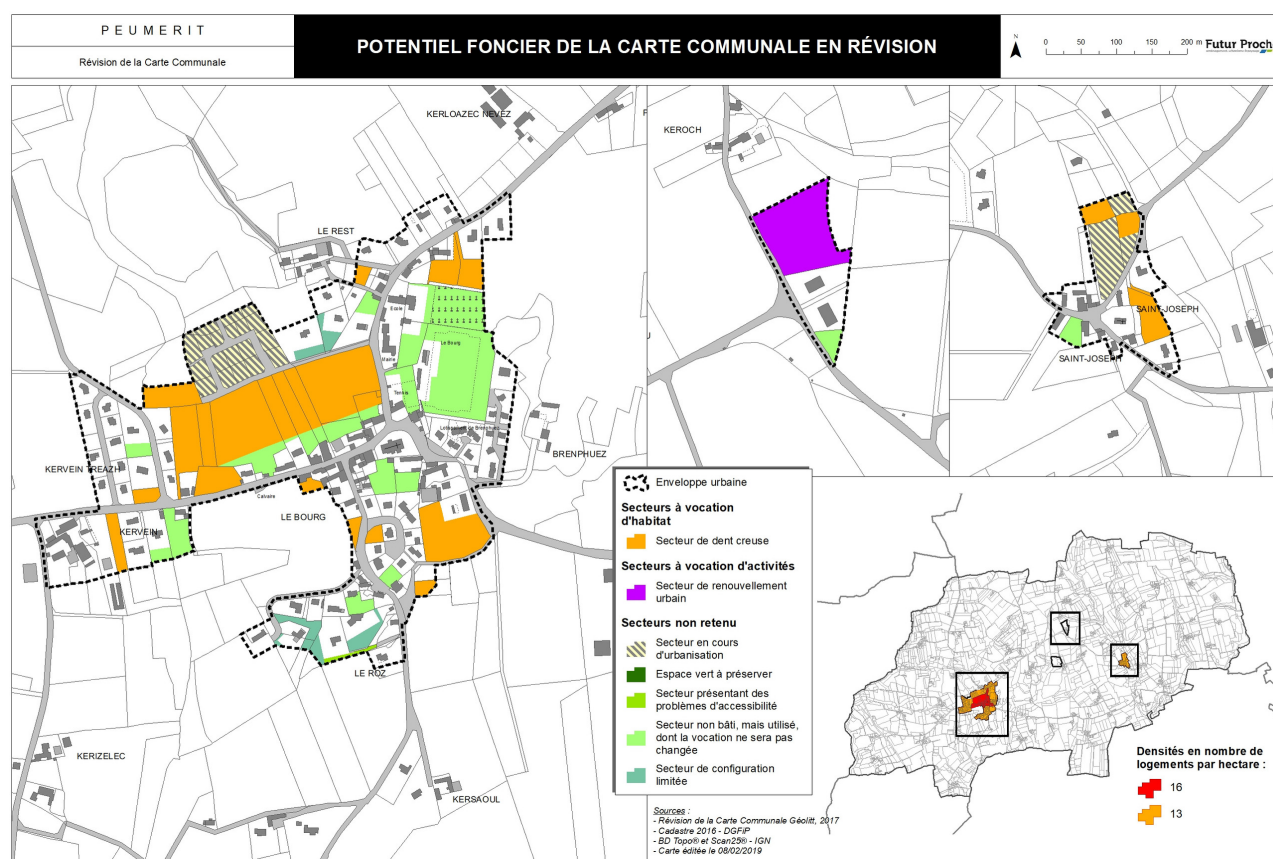 PEUMERIT
Révision de la Carte Communale
POTENTIEL FONCIER DE LA CARTE COMMUNALE EN RÉVISION
N
0 50 100 150 200 m
Futur Proch
KERLOAZEC NEVEZ
LE REST
Ecole
Le Bourg
Mairie
Tennis
BRENPHUEZ
KERVEIN TREAZH
Calvaire
LE BOURG
KERVEIN
LE ROZ
KERIZELEC
KERSAOUL
KEROCH
SAINT-JOSEPH
SAINT-JOSEPH
Enveloppe urbaine
Secteurs à vocation
d'habitat
Secteur de dent creuse
Secteurs à vocation d'activités
Secteur de renouvellement
urbain
Secteurs non retenu
Secteur en cours
d'urbanisation
Espace vert à préserver
Secteur présentant des
problèmes d'accessibilité
Secteur non bâti, mais utilisé,
dont la vocation ne sera pas
changée
Secteur de configuration
limitée
Sources :
- Révision de la Carte Communale Géolitt, 2017
- Cadastre 2016 - DGFiP
- BD Topo® et Scan25® - IGN
- Carte éditée le 08/02/2019
Densités en nombre de
logements par hectare :
16
13